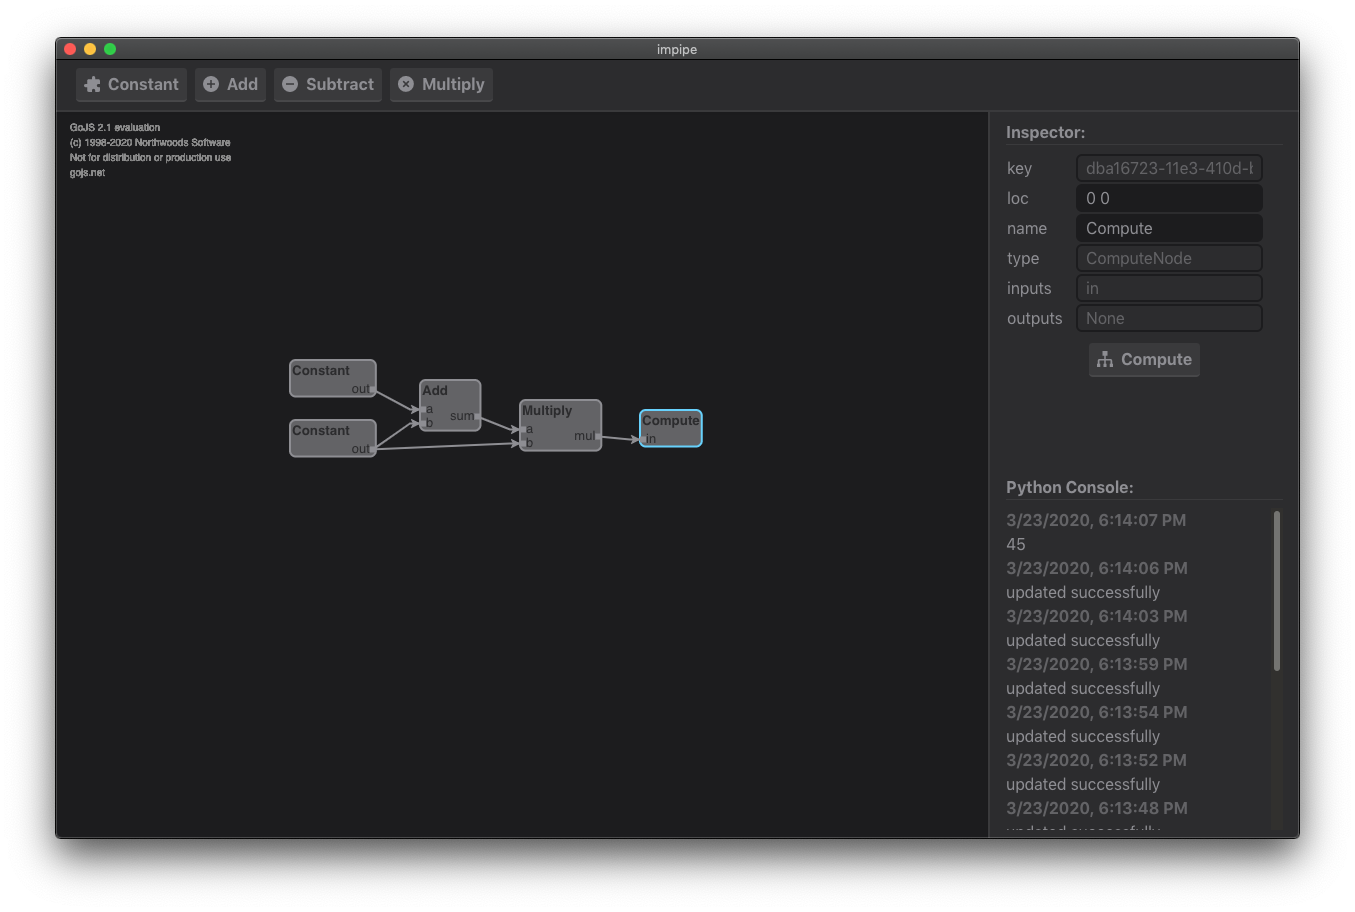 impipe
Constant Add Subtract Multiply
GoJS 2.1 evaluation
(c) 1998-2020 Northwoods Software
Not for distribution or production use
gojs.net
Constant
out
Constant
out
Add
a
b
sum
Multiply
a
b
mul
Compute
in
Inspector:
key dba16723-11e3-410d-b
loc 0 0
name Compute
type ComputeNode
inputs in
outputs None
Compute
Python Console:
3/23/2020, 6:14:07 PM
45
3/23/2020, 6:14:06 PM
updated successfully
3/23/2020, 6:14:03 PM
updated successfully
3/23/2020, 6:13:59 PM
updated successfully
3/23/2020, 6:13:54 PM
updated successfully
3/23/2020, 6:13:52 PM
updated successfully
3/23/2020, 6:13:48 PM
updated successfully